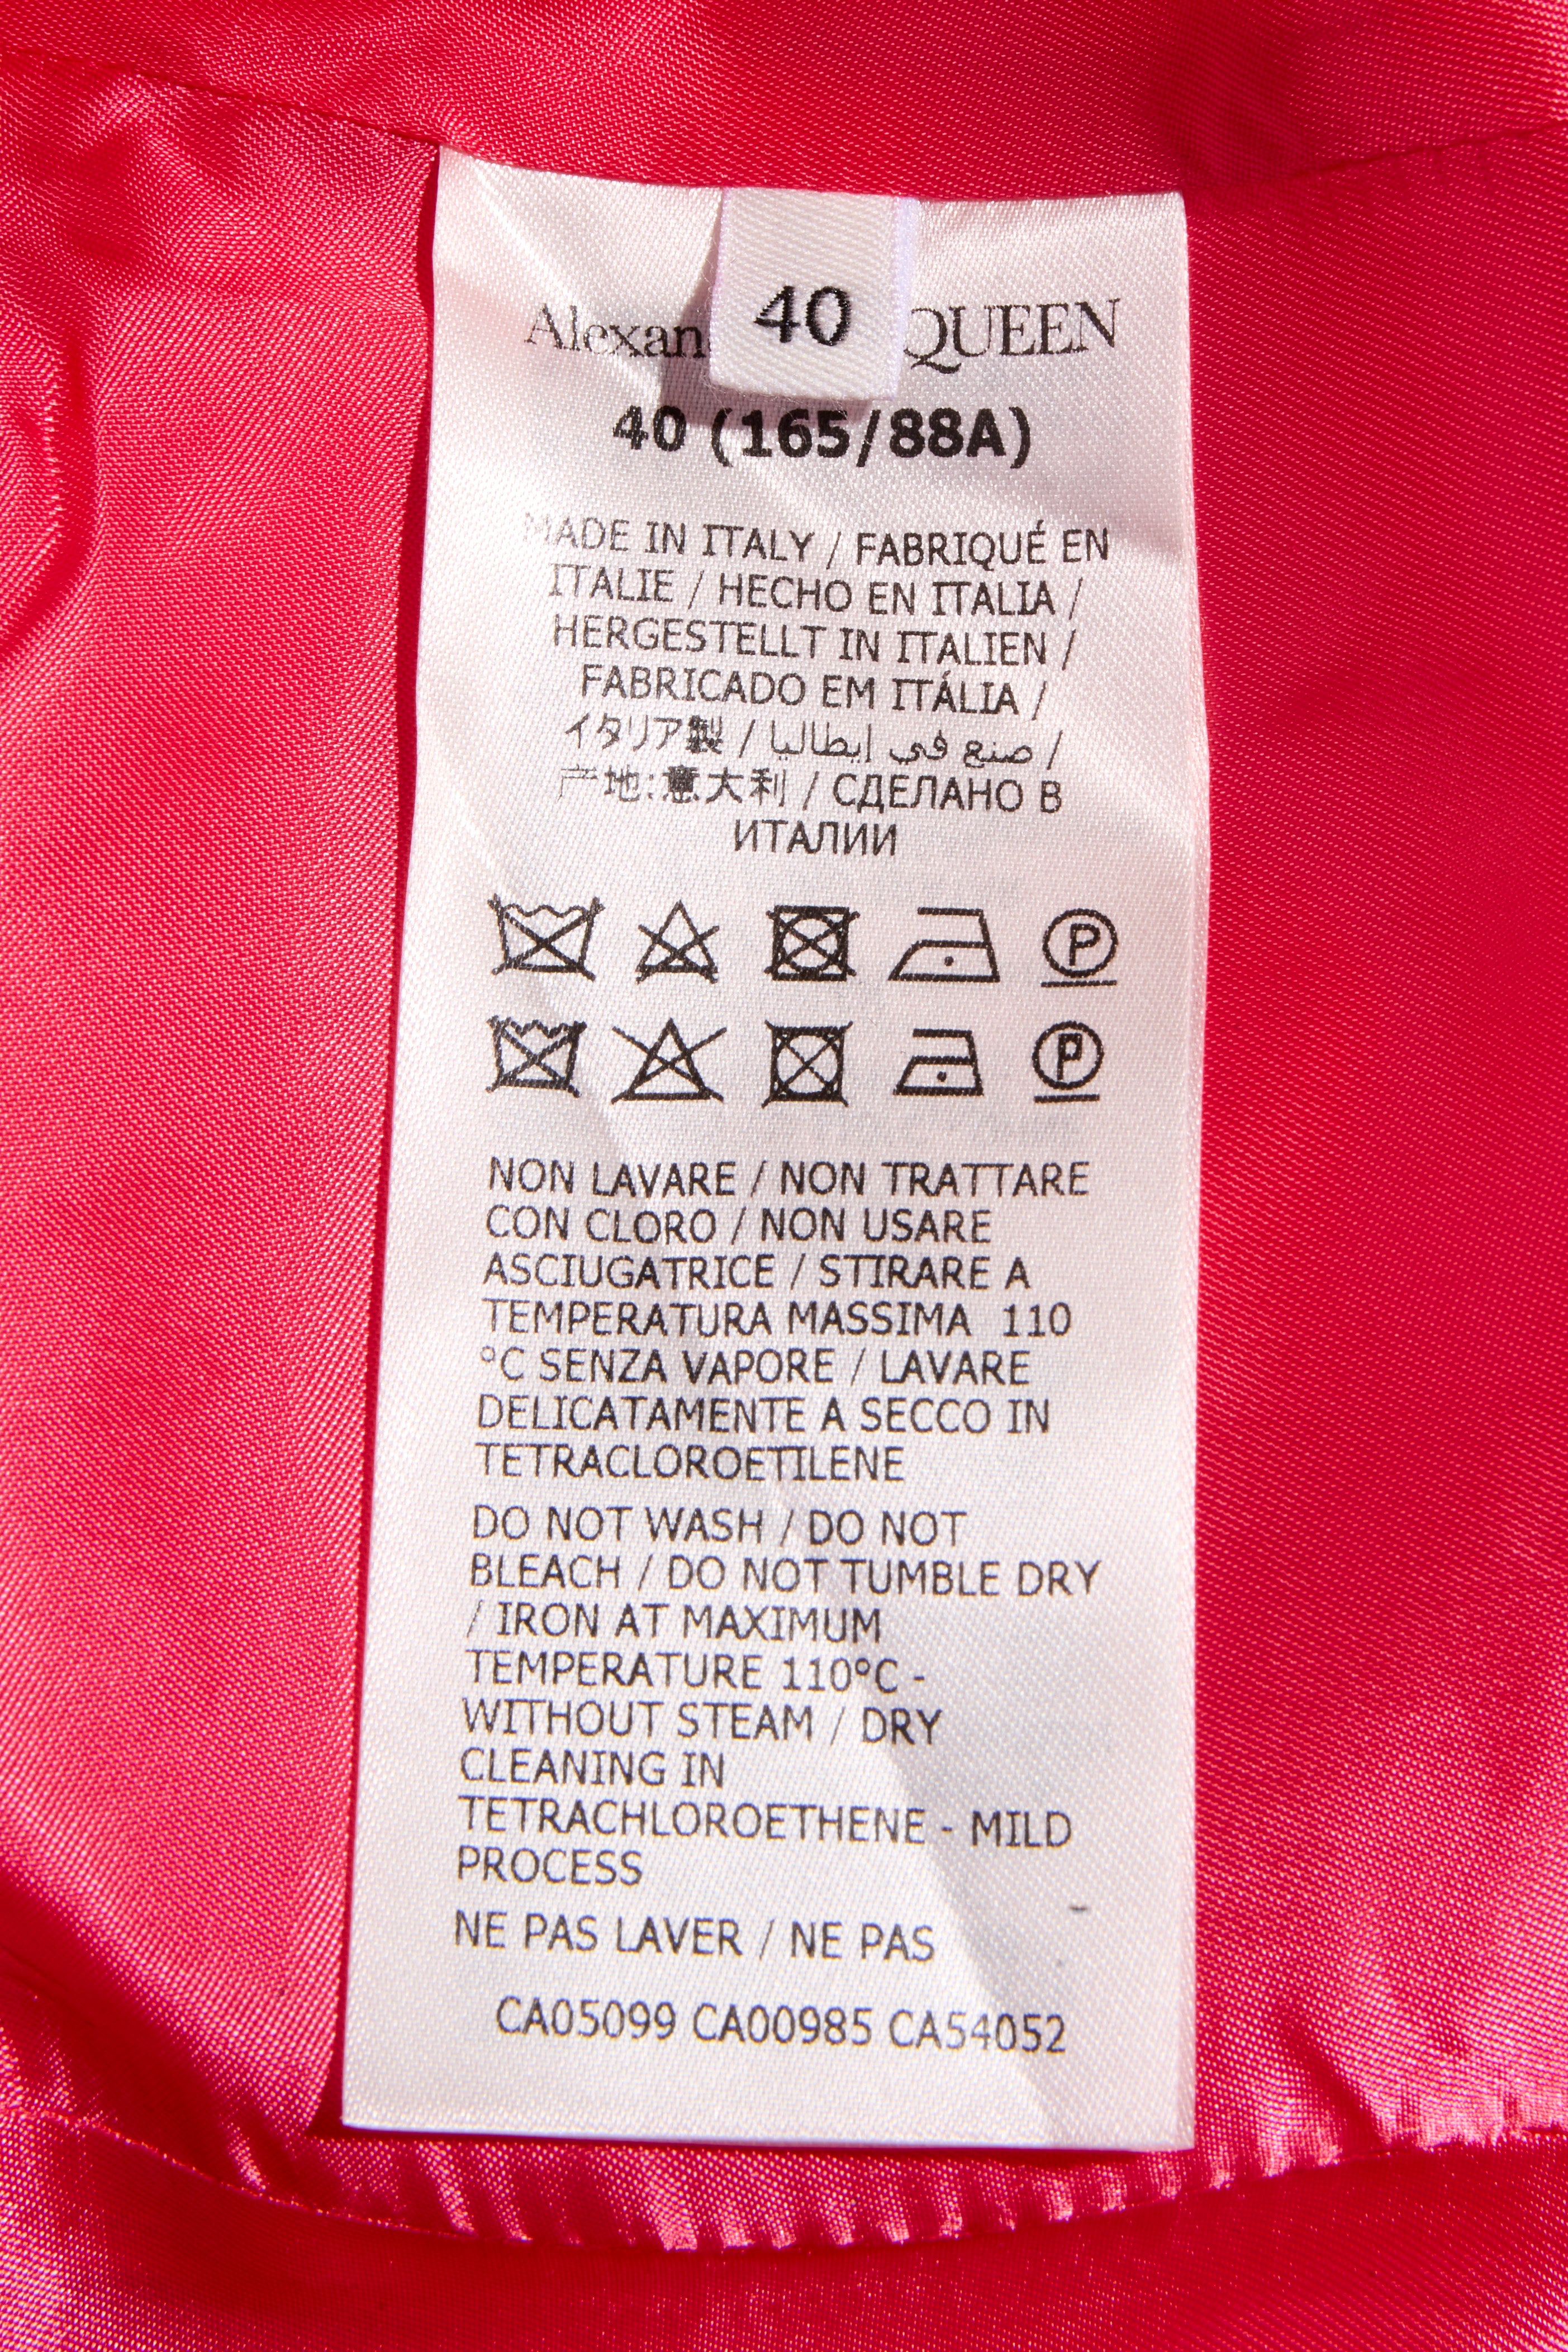 40
Alexan QUEEN
40 (165/88A)
MADE IN ITALY / FABRIQUÉ EN
ITALIE / HECHO EN ITALIA /
HERGESTELLT IN ITALIEN /
FABRICADO EM ITÁLIA /
イタリア製 / صنع في إيطاليا /
产地:意大利 / СДЕЛАНО В
ИТАЛИИ
P
P
NON LAVARE / NON TRATTARE
CON CLORO / NON USARE
ASCIUGATRICE / STIRARE A
TEMPERATURA MASSIMA 110
°C SENZA VAPORE / LAVARE
DELICATAMENTE A SECCO IN
TETRACLOROETILENE
DO NOT WASH / DO NOT
BLEACH / DO NOT TUMBLE DRY
/ IRON AT MAXIMUM
TEMPERATURE 110°C -
WITHOUT STEAM / DRY
CLEANING IN
TETRACHLOROETHENE - MILD
PROCESS
NE PAS LAVER / NE PAS
CA05099 CA00985 CA54052